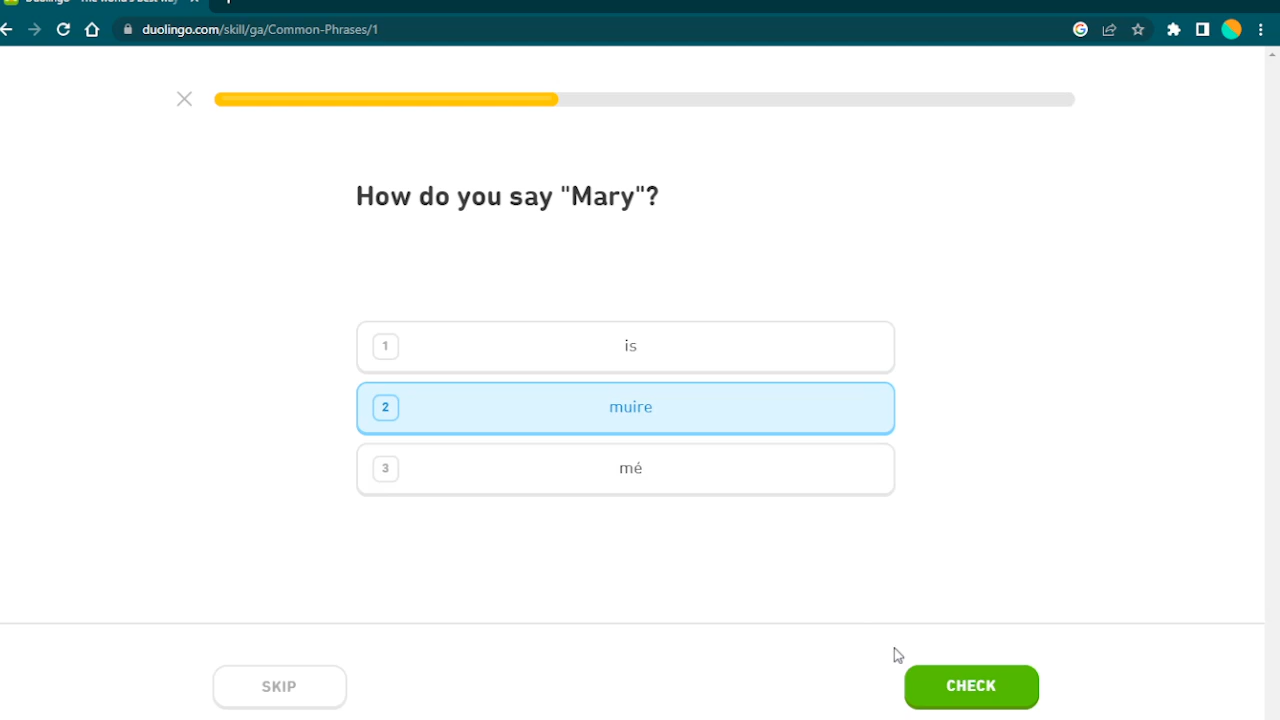 duolingo.com/skill/ga/Common-Phrases/1
How do you say "Mary"?
1 is
2 muire
3 mé
SKIP
CHECK